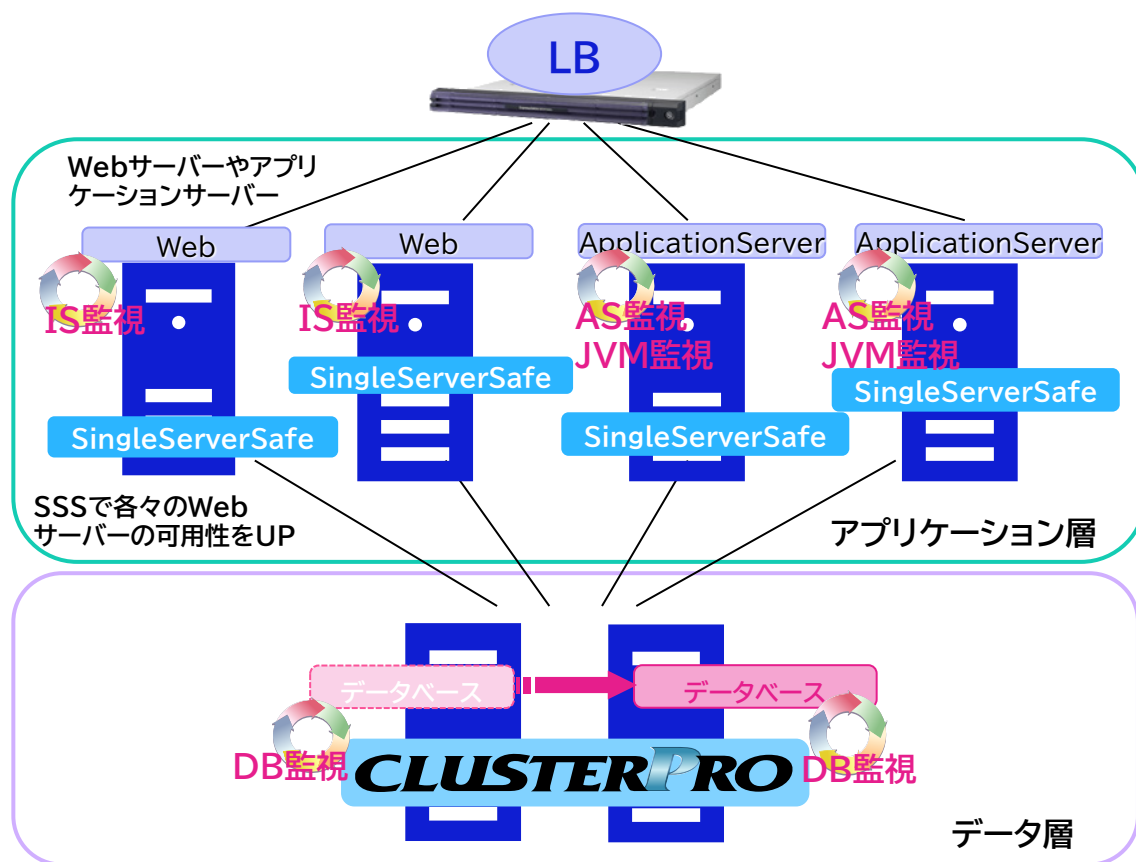 LB
Webサーバーやアプリ
ケーションサーバー
Web
Web
ApplicationServer
ApplicationServer
IS監視
IS監視
AS監視
JVM監視
AS監視
JVM監視
SingleServerSafe
SingleServerSafe
SingleServerSafe
SingleServerSafe
SSSで各々のWeb
サーバーの可用性をUP
アプリケーション層
データベース
データベース
DB監視
CLUSTERPRO
DB監視
データ層